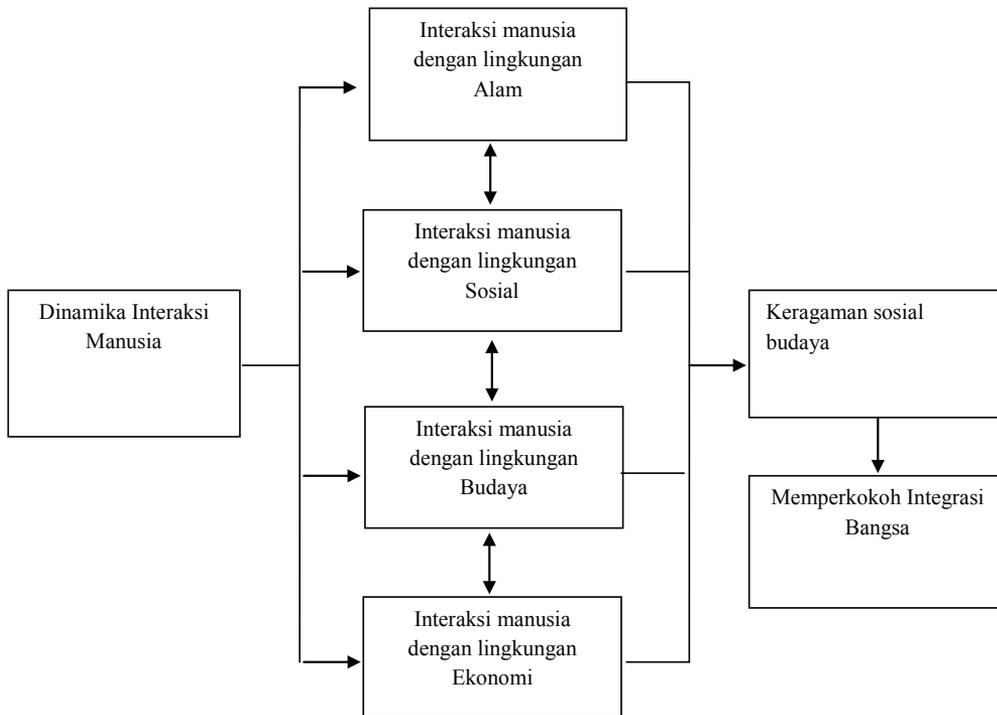 Dinamika Interaksi
Manusia
Interaksi manusia
dengan lingkungan
Alam
Interaksi manusia
dengan lingkungan
Sosial
Interaksi manusia
dengan lingkungan
Budaya
Interaksi manusia
dengan lingkungan
Ekonomi
Keragaman sosial
budaya
Memperkokoh Integrasi
Bangsa